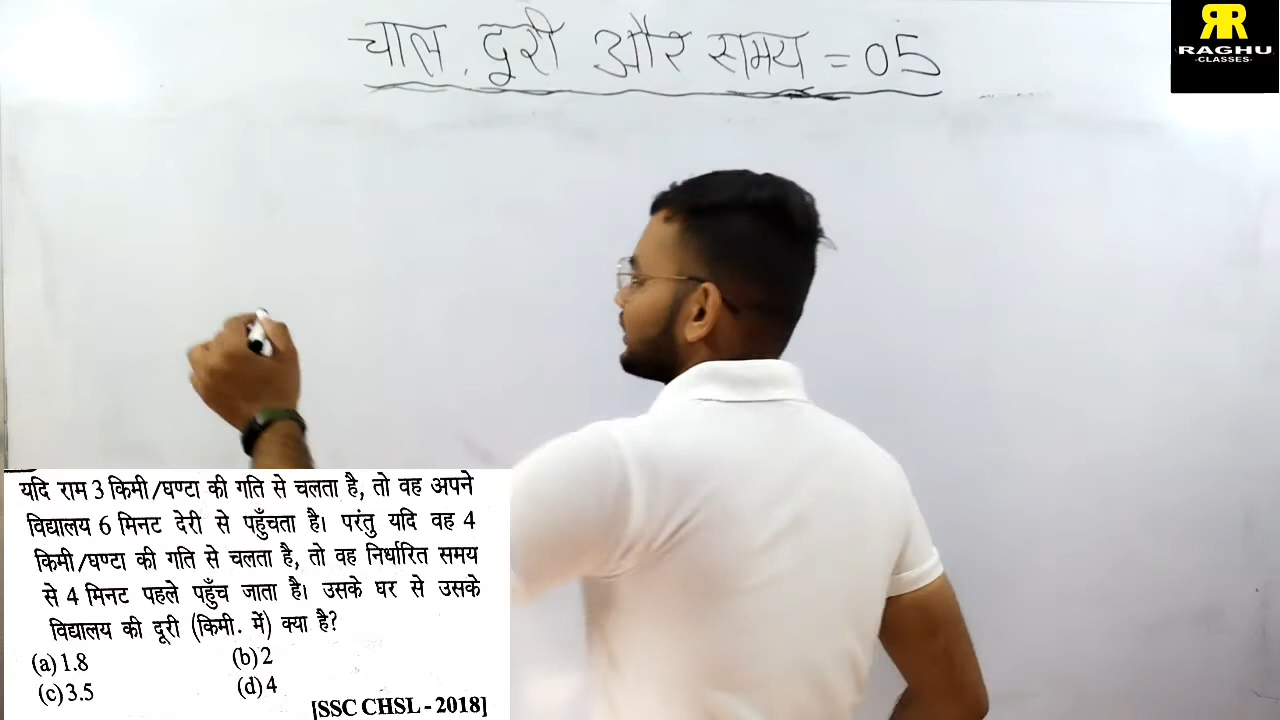 चाल, दूरी और समय = 05
RAGHU
-CLASSES-
यदि राम 3 किमी/घण्टा की गति से चलता है, तो वह अपने
विद्यालय 6 मिनट देरी से पहुँचता है। परंतु यदि वह 4
किमी/घण्टा की गति से चलता है, तो वह निर्धारित समय
से 4 मिनट पहले पहुँच जाता है। उसके घर से उसके
विद्यालय की दूरी (किमी. में) क्या है?
(a) 1.8 (b) 2
(c) 3.5 (d) 4
[SSC CHSL - 2018]